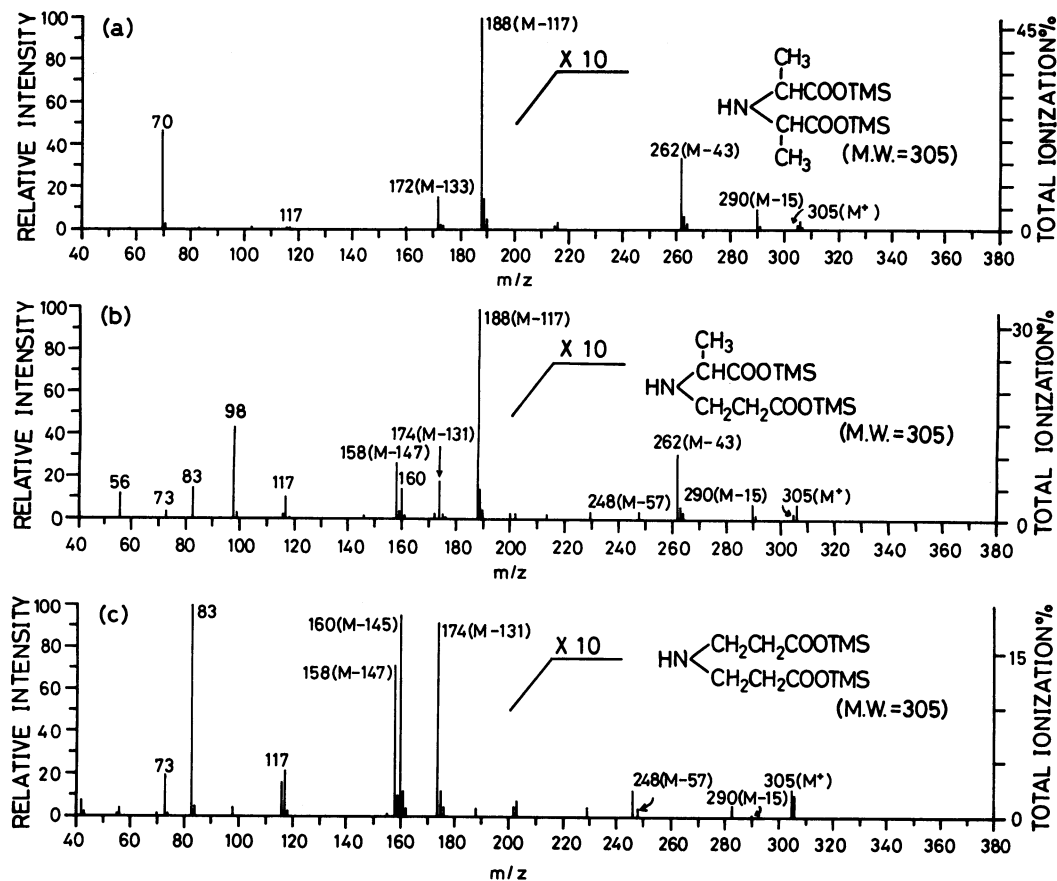 (a)
RELATIVE INTENSITY
100
80
60
40
20
0
70
117
172(M-133)
188(M-117)
X 10
262(M-43)
290(M-15)
305(M⁺)
CH₃
CHCOOTMS
HN
CHCOOTMS
CH₃
(M.W.=305)
45%
0
TOTAL IONIZATION%
40 60 80 100 120 140 160 180 200 220 240 260 280 300 320 340 360 380
m/z
(b)
RELATIVE INTENSITY
100
80
60
40
20
0
56
73
83
98
117
158(M-147)
160
174(M-131)
188(M-117)
X 10
248(M-57)
262(M-43)
290(M-15)
305(M⁺)
CH₃
CHCOOTMS
HN
CH₂CH₂COOTMS
(M.W.=305)
30%
0
TOTAL IONIZATION%
40 60 80 100 120 140 160 180 200 220 240 260 280 300 320 340 360 380
m/z
(c)
RELATIVE INTENSITY
100
80
60
40
20
0
73
83
117
158(M-147)
160(M-145)
174(M-131)
X 10
248(M-57)
290(M-15)
305(M⁺)
CH₂CH₂COOTMS
HN
CH₂CH₂COOTMS
(M.W.=305)
15
0
TOTAL IONIZATION%
40 60 80 100 120 140 160 180 200 220 240 260 280 300 320 340 360 380
m/z